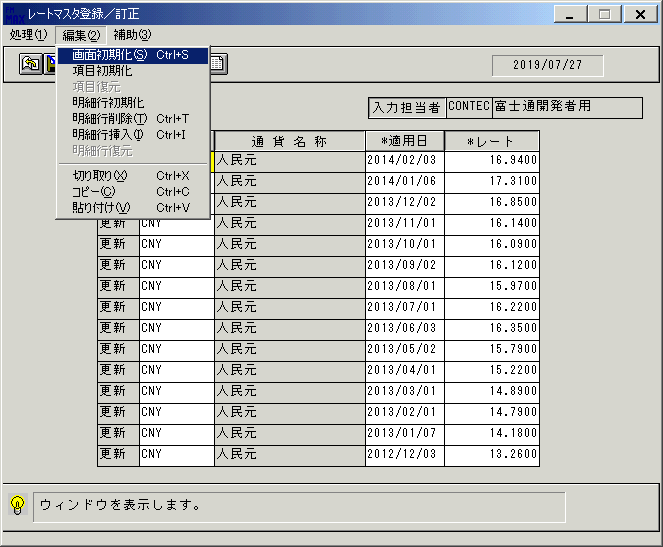 レートマスタ登録／訂正
処理(1) 編集(2) 補助(3)
画面初期化(S) Ctrl+S
項目初期化
項目復元
明細行初期化
明細行削除(T) Ctrl+T
明細行挿入(I) Ctrl+I
明細行復元
切り取り(X) Ctrl+X
コピー(C) Ctrl+C
貼り付け(V) Ctrl+V
2019/07/27
入力担当者 CONTEC 富士通開発者用
通貨名称 *適用日 *レート
人民元 2014/02/03 16.9400
人民元 2014/01/06 17.3100
人民元 2013/12/02 16.8500
更新 CNY 人民元 2013/11/01 16.1400
更新 CNY 人民元 2013/10/01 16.0900
更新 CNY 人民元 2013/09/02 16.1200
更新 CNY 人民元 2013/08/01 15.9700
更新 CNY 人民元 2013/07/01 16.2200
更新 CNY 人民元 2013/06/03 16.3500
更新 CNY 人民元 2013/05/02 15.7900
更新 CNY 人民元 2013/04/01 15.2200
更新 CNY 人民元 2013/03/01 14.8900
更新 CNY 人民元 2013/02/01 14.7900
更新 CNY 人民元 2013/01/07 14.1800
更新 CNY 人民元 2012/12/03 13.2600
ウィンドウを表示します。